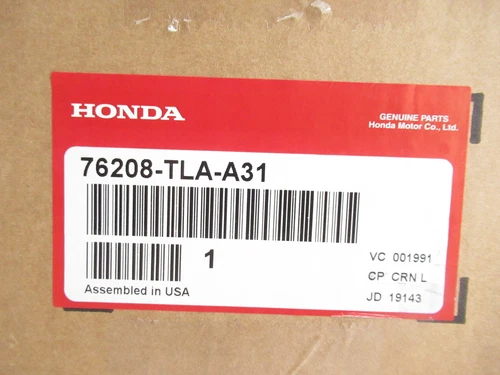 HONDA
GENUINE PARTS
Honda Motor Co., Ltd.
76208-TLA-A31
1
VC 001991
CP CRN L
Assembled in USA
JD 19143